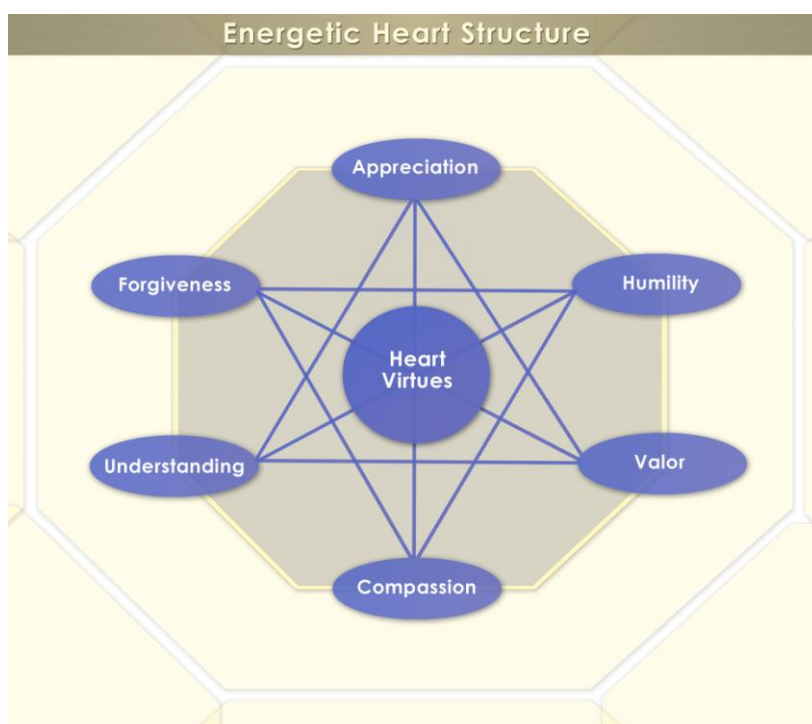 Energetic Heart Structure
Appreciation
Forgiveness
Humility
Heart
Virtues
Understanding
Valor
Compassion